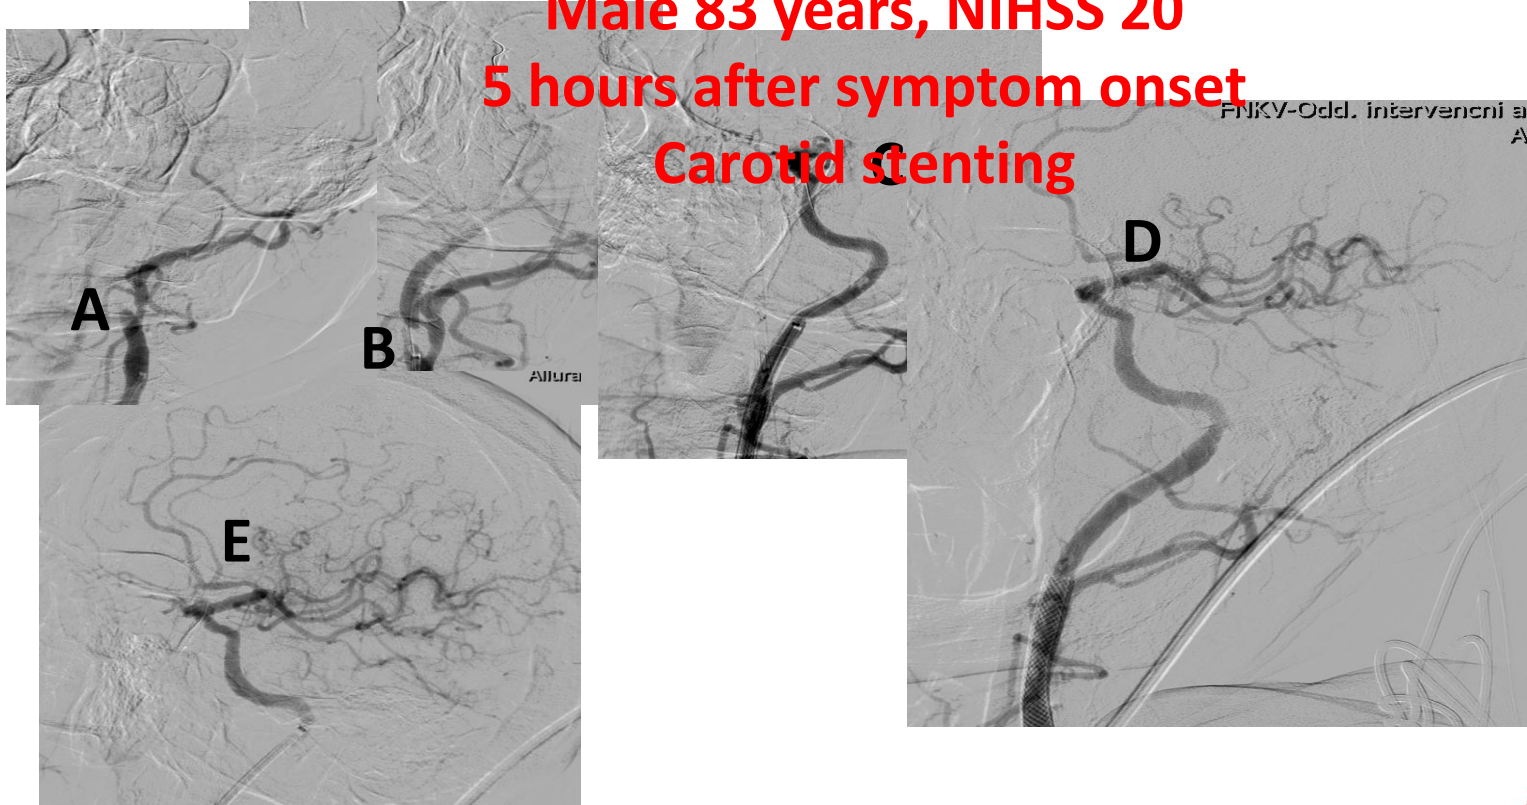 Male 83 years, NIHSS 20
5 hours after symptom onset
Carotid stenting
FNKV-Odd. intervencni a
A
C
D
A
B
Allura
E